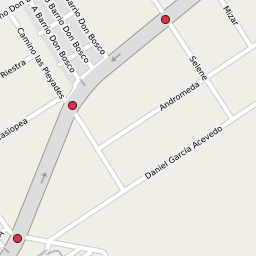 A Barrio Don Bosco
Barrio Don Bosco
Barrio Don Bosco
Camino las Pleyades
Riestra
Mizar
Selene
Andromeda
Daniel García Acevedo